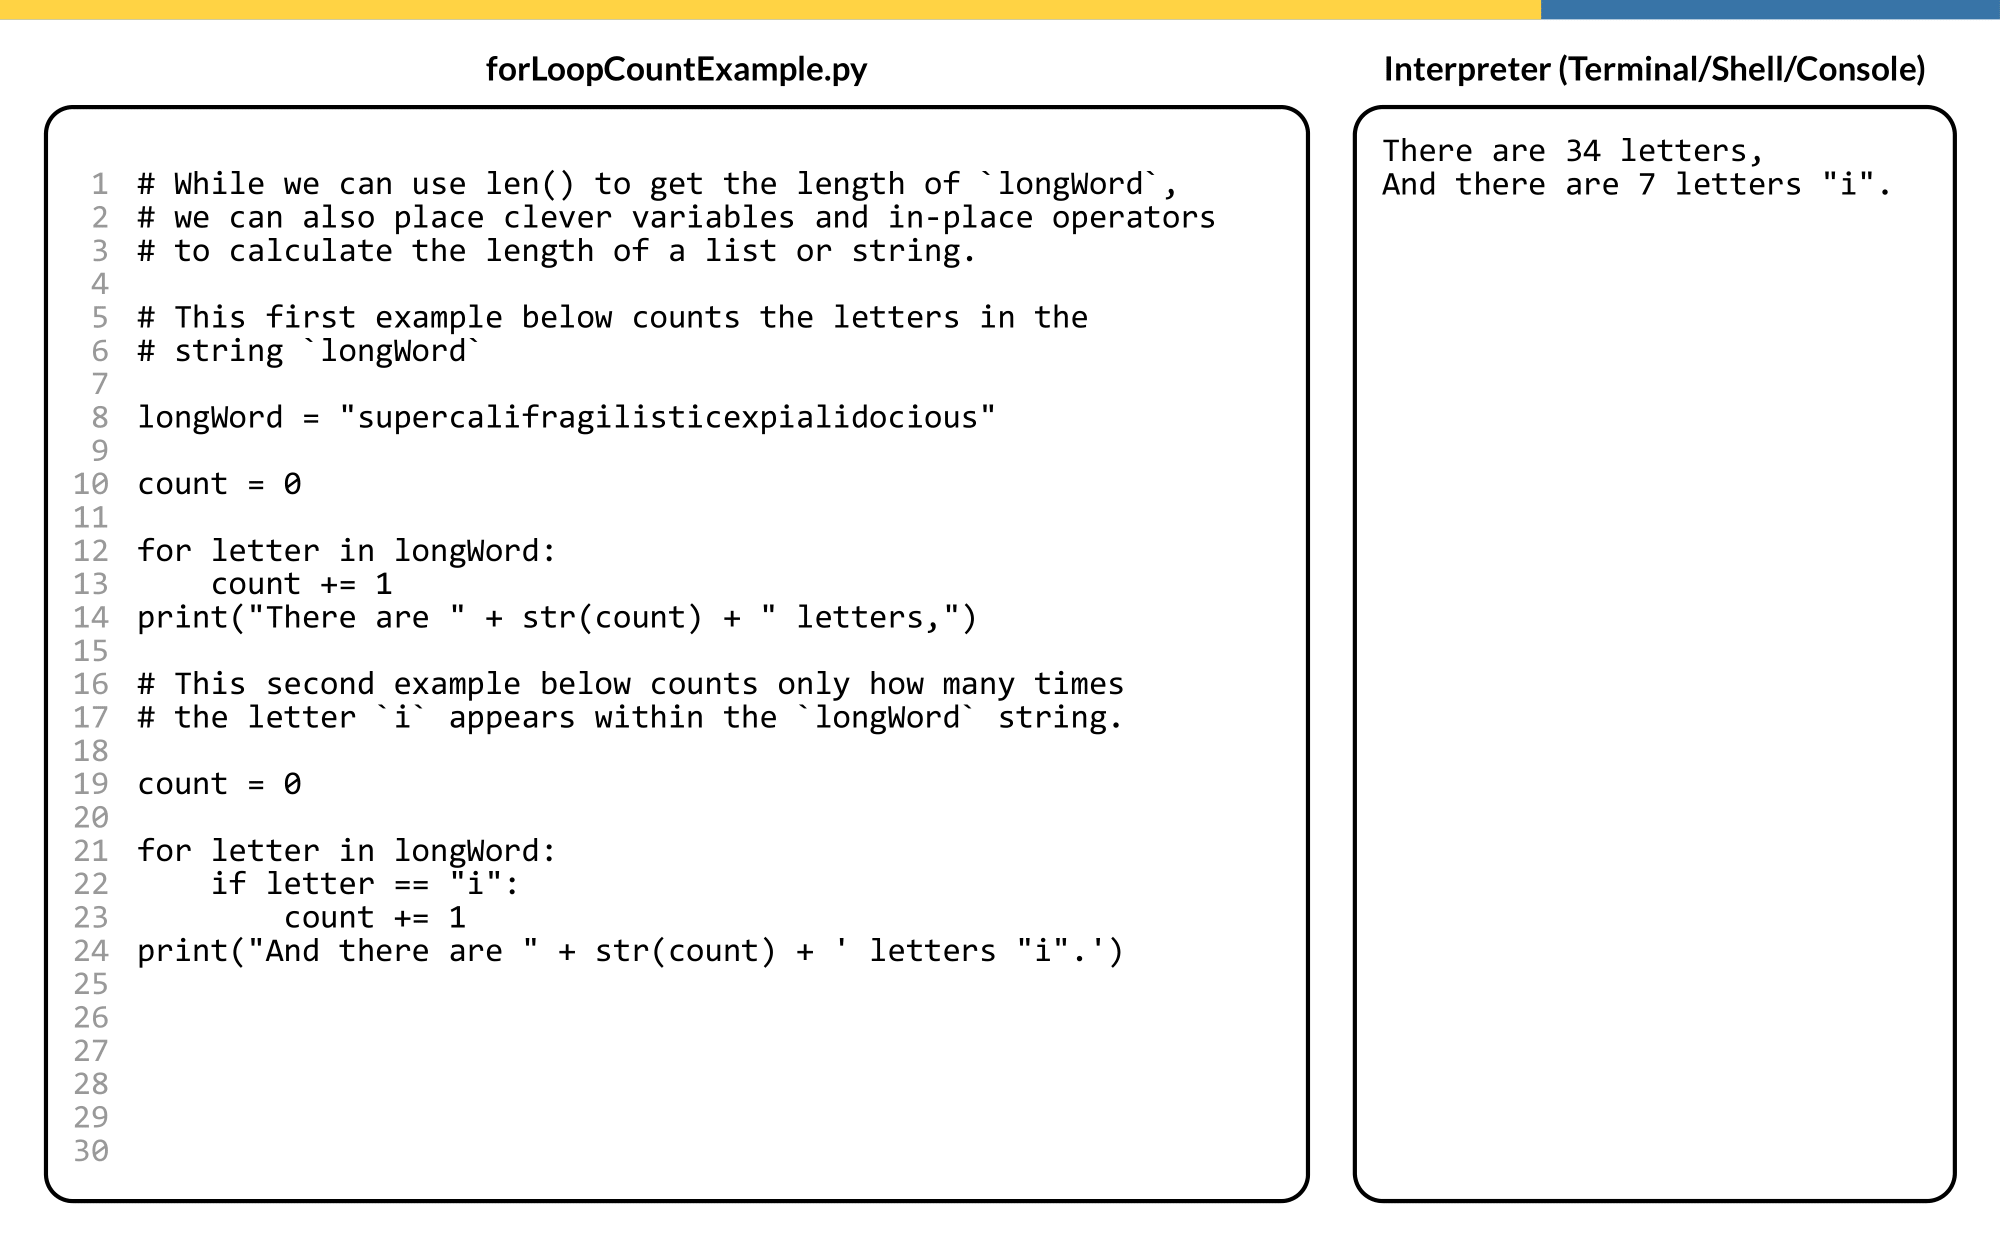 forLoopCountExample.py
1 # While we can use len() to get the length of `longWord`,
2 # we can also place clever variables and in-place operators
3 # to calculate the length of a list or string.
4
5 # This first example below counts the letters in the
6 # string `longWord`
7
8 longWord = "supercalifragilisticexpialidocious"
9
10 count = 0
11
12 for letter in longWord:
13     count += 1
14 print("There are " + str(count) + " letters,")
15
16 # This second example below counts only how many times
17 # the letter `i` appears within the `longWord` string.
18
19 count = 0
20
21 for letter in longWord:
22     if letter == "i":
23         count += 1
24 print("And there are " + str(count) + ' letters "i".')
25
26
27
28
29
30
Interpreter (Terminal/Shell/Console)
There are 34 letters,
And there are 7 letters "i".